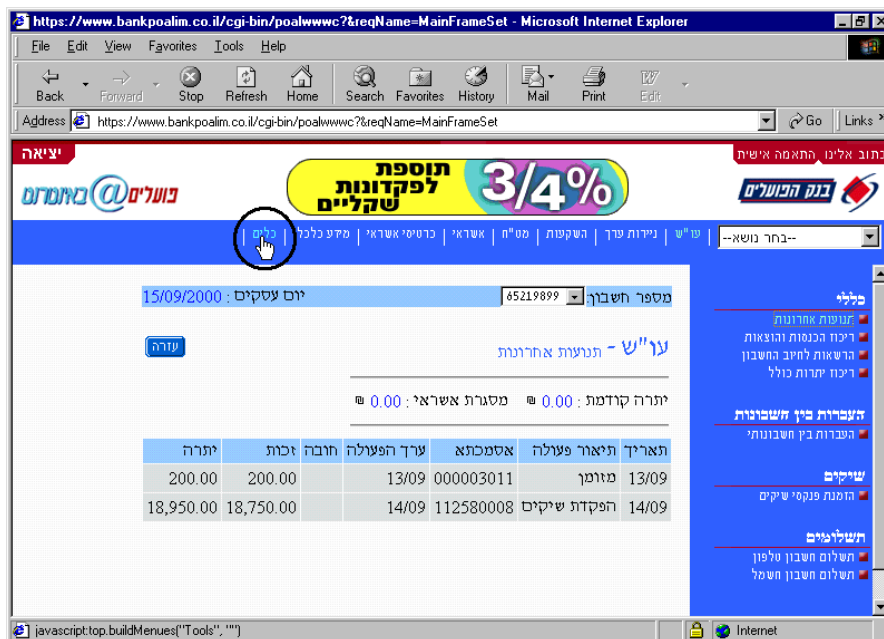 https://www.bankpoalim.co.il/cgi-bin/poalwwwc?&reqName=MainFrameSet - Microsoft Internet Explorer
File Edit View Favorites Tools Help
Back Forward Stop Refresh Home Search Favorites History Mail Print Edit
Address https://www.bankpoalim.co.il/cgi-bin/poalwwwc?&reqName=MainFrameSet Go Links
כתוב אלינו התאמה אישית
יציאה
בנק הפועלים
תוספת
לפקדונות
שקליים
3/4%
פועלים@באינטרנט
--בחר נושא--
עו"ש | ניירות ערך | השקעות | מט"ח | אשראי | כרטיסי אשראי | מידע כלכלי | כלים |
כללי
תנועות אחרונות
ריכוז הכנסות והוצאות
הרשאות לחיוב החשבון
ריכוז יתרות כולל
העברות בין חשבונות
העברות בין חשבונותי
שיקים
הזמנת פנקסי שיקים
תשלומים
תשלום חשבון טלפון
תשלום חשבון חשמל
מספר חשבון: 65219899
יום עסקים : 15/09/2000
עו"ש - תנועות אחרונות
עזרה
יתרה קודמת : 0.00 ₪ מסגרת אשראי : 0.00 ₪
תאריך תיאור פעולה אסמכתא ערך הפעולה חובה זכות יתרה
13/09 מזומן 000003011 13/09 200.00 200.00
14/09 הפקדת שיקים 112580008 14/09 18,750.00 18,950.00
javascript:top.buildMenues("Tools", "")
Internet